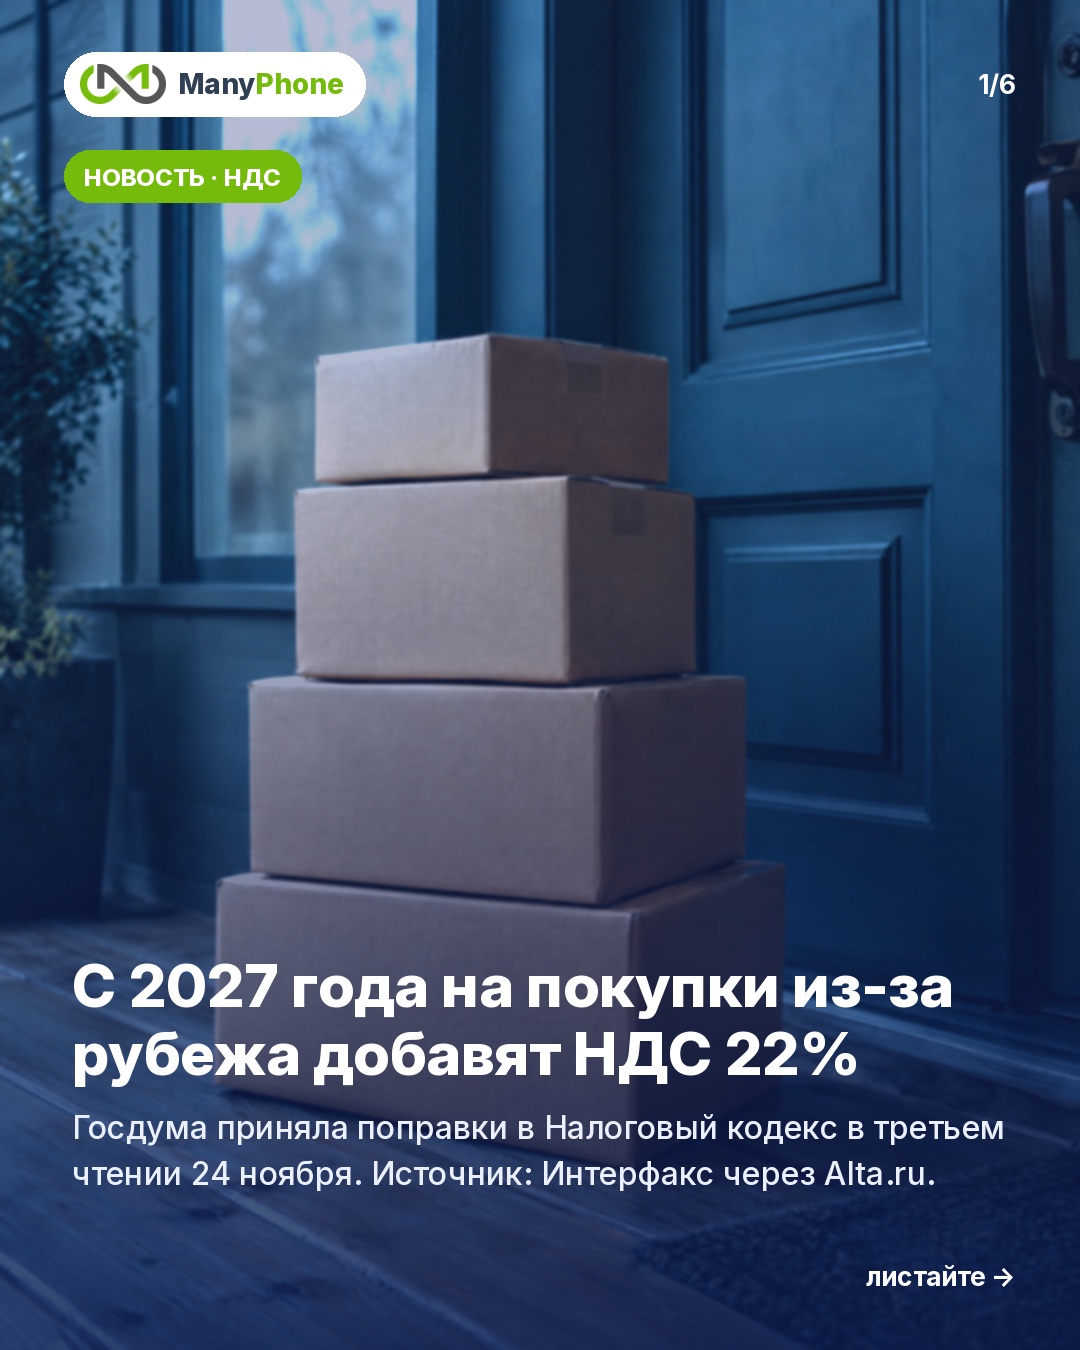 ManyPhone
1/6
НОВОСТЬ · НДС
С 2027 года на покупки из-за
рубежа добавят НДС 22%
Госдума приняла поправки в Налоговый кодекс в третьем
чтении 24 ноября. Источник: Интерфакс через Alta.ru.
листайте →